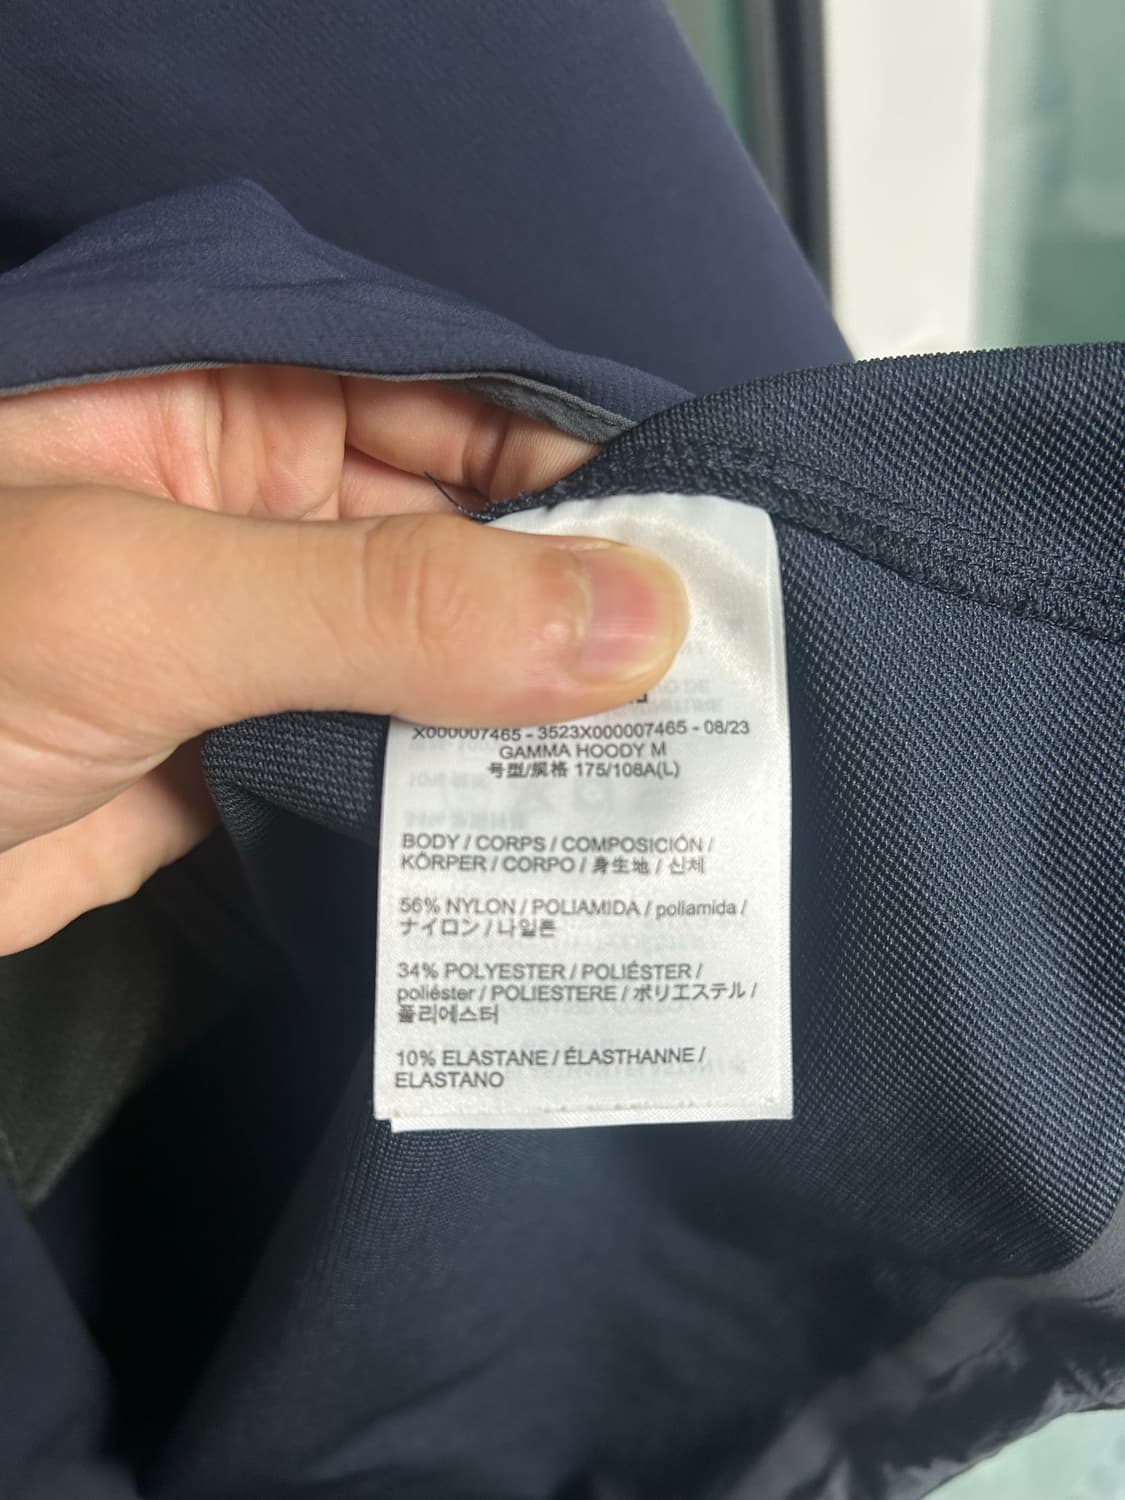 X000007465 - 3523X000007465 - 08/23
GAMMA HOODY M
号型/规格 175/108A(L)
BODY / CORPS / COMPOSICIÓN /
KÖRPER / CORPO / 身生地 / 신체
56% NYLON / POLIAMIDA / poliamida /
ナイロン / 나일론
34% POLYESTER / POLIÉSTER /
poliéster / POLIESTERE / ポリエステル /
폴리에스터
10% ELASTANE / ÉLASTHANNE /
ELASTANO